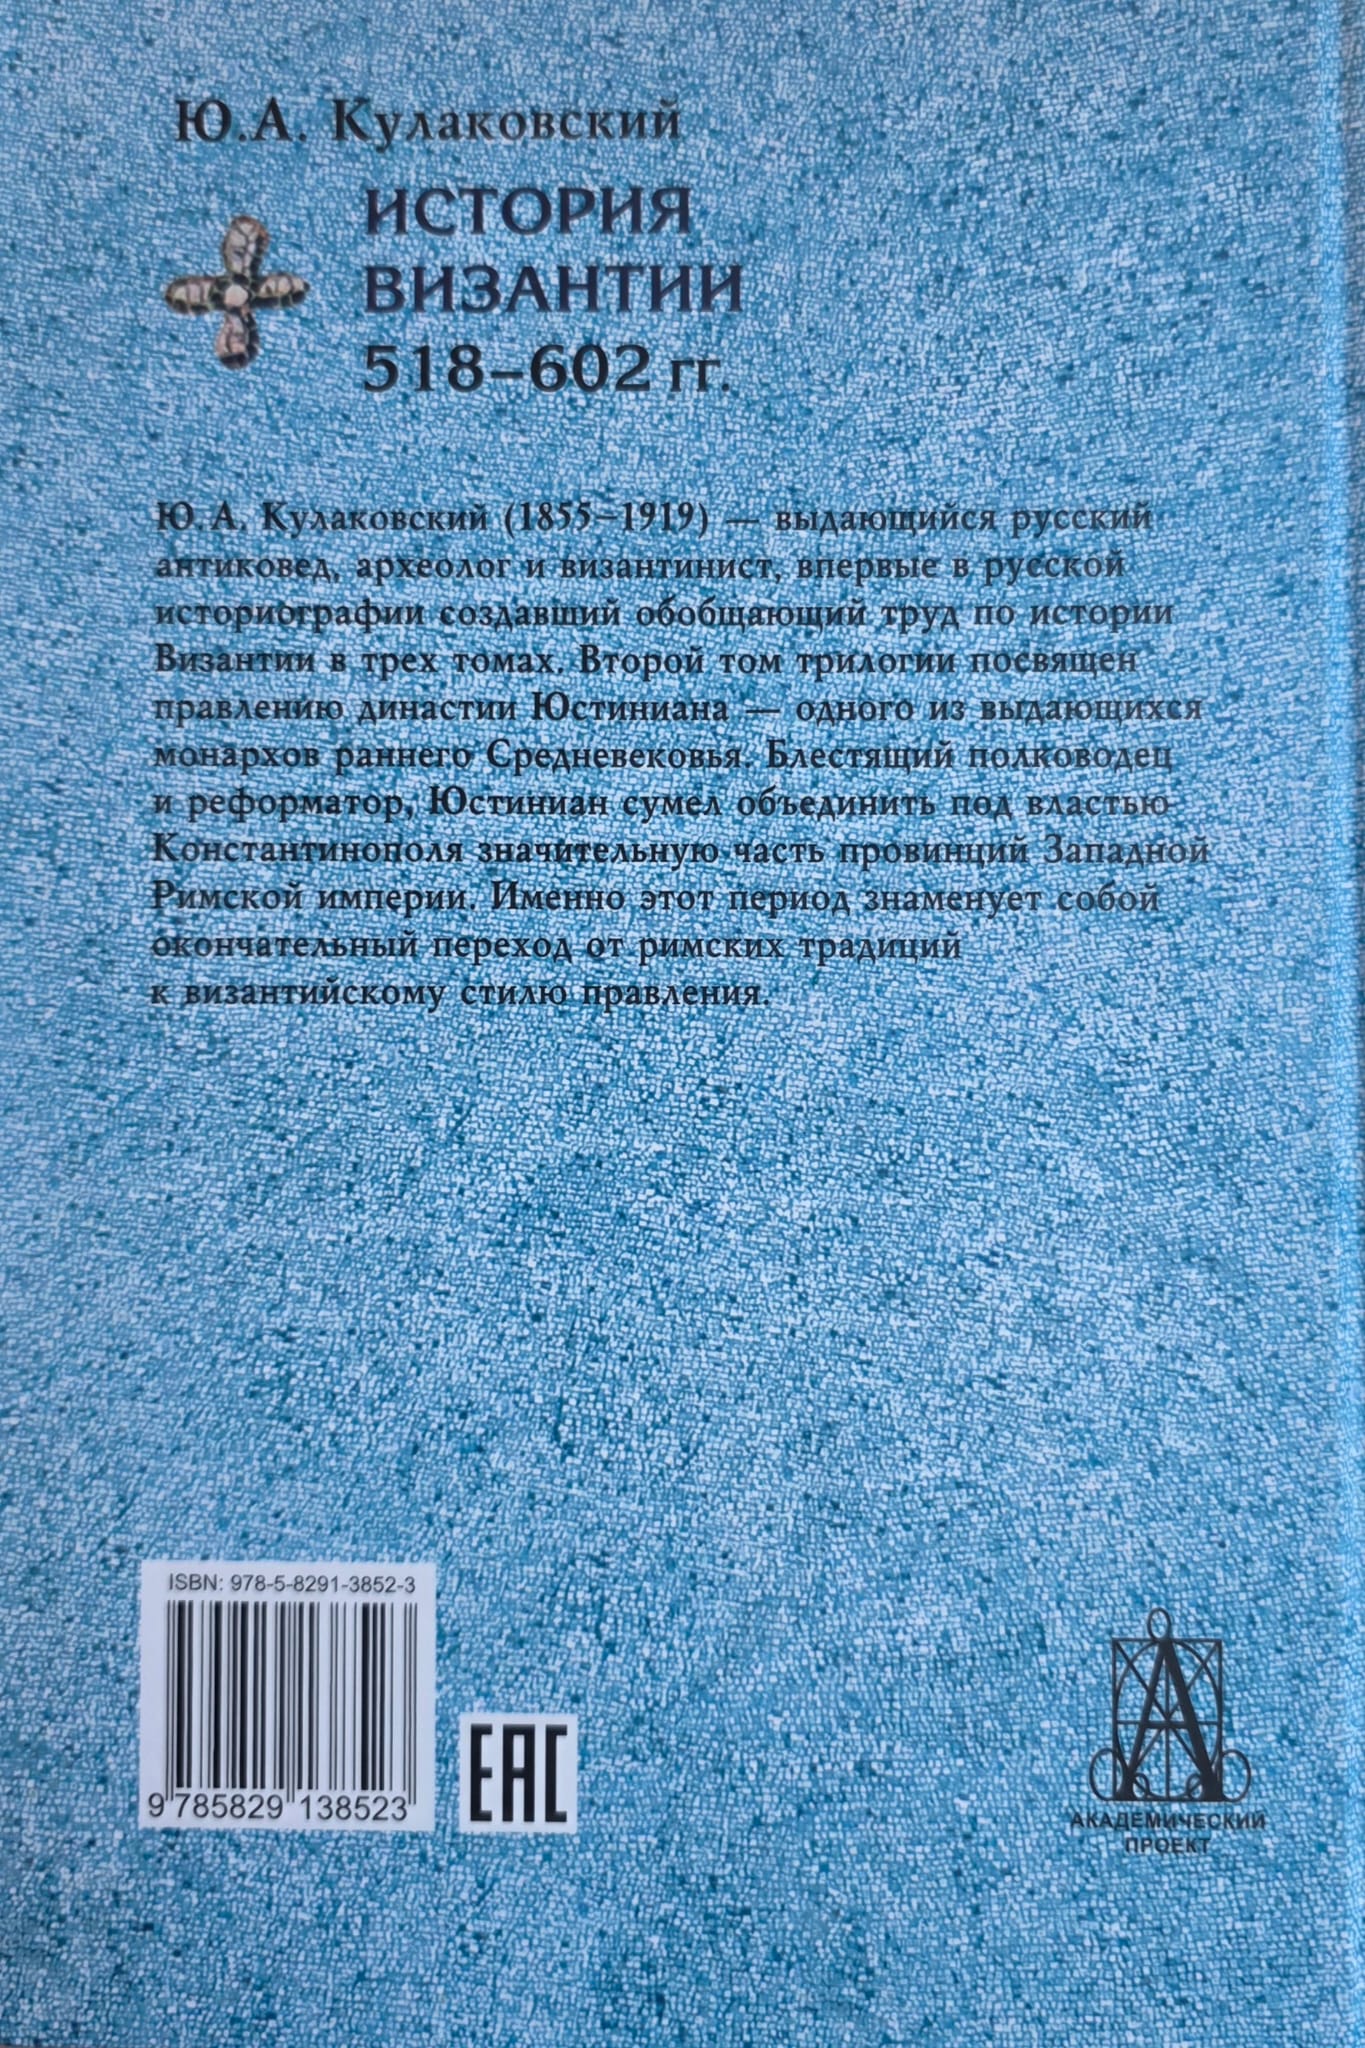 Ю.А. Кулаковский
ИСТОРИЯ
ВИЗАНТИИ
518–602 гг.
Ю.А. Кулаковский (1855–1919) — выдающийся русский
антиковед, археолог и византинист, впервые в русской
историографии создавший обобщающий труд по истории
Византии в трех томах. Второй том трилогии посвящен
правлению династии Юстиниана — одного из выдающихся
монархов раннего Средневековья. Блестящий полководец
и реформатор, Юстиниан сумел объединить под властью
Константинополя значительную часть провинций Западной
Римской империи. Именно этот период знаменует собой
окончательный переход от римских традиций
к византийскому стилю правления.
ISBN: 978-5-8291-3852-3
9 785829 138523
EAC
АКАДЕМИЧЕСКИЙ
ПРОЕКТ